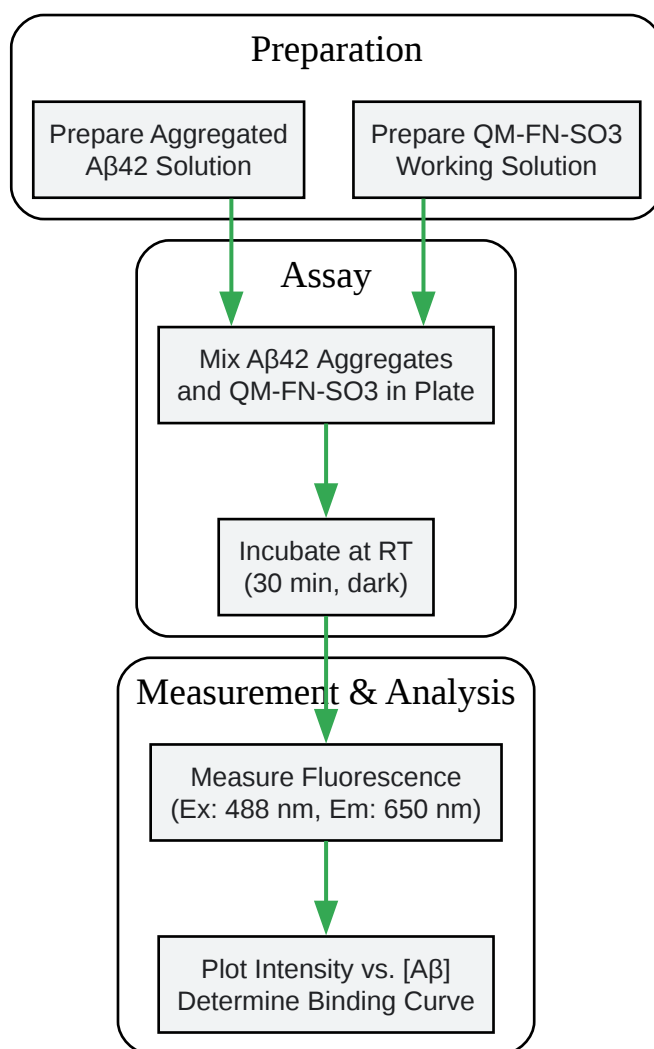 Preparation
Prepare Aggregated
Aβ42 Solution
Prepare QM-FN-SO3
Working Solution
Assay
Mix Aβ42 Aggregates
and QM-FN-SO3 in Plate
Incubate at RT
(30 min, dark)
Measurement & Analysis
Measure Fluorescence
(Ex: 488 nm, Em: 650 nm)
Plot Intensity vs. [Aβ]
Determine Binding Curve